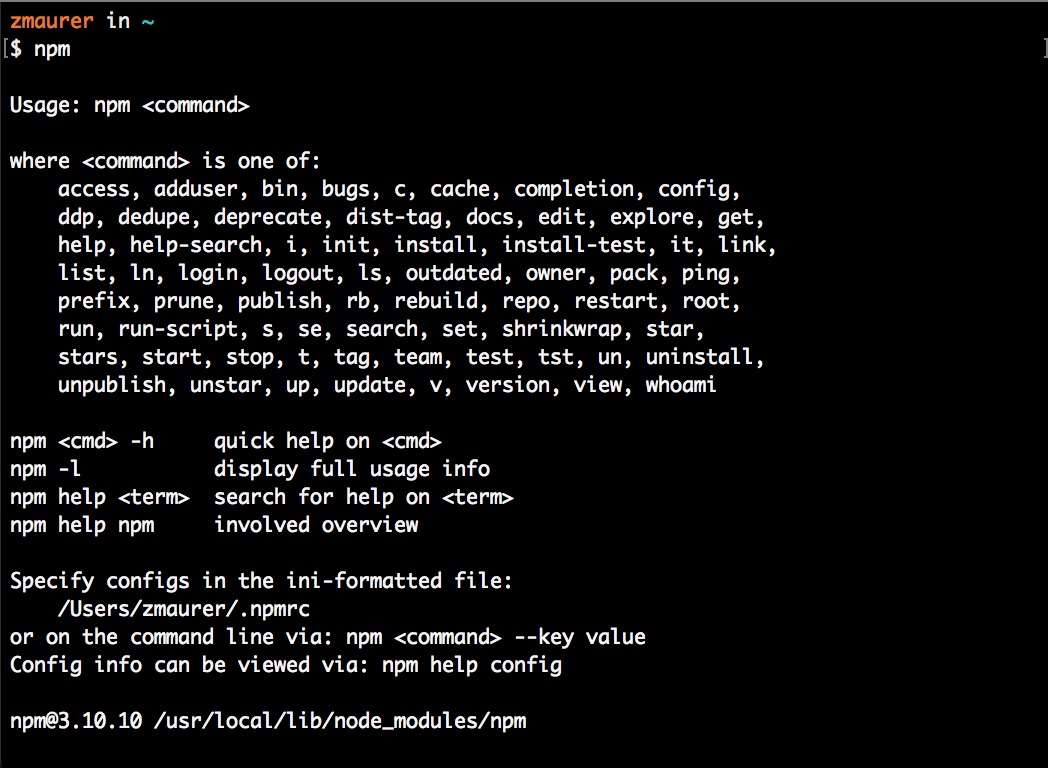 zmaurer in ~
[$ npm ]
Usage: npm <command>
where <command> is one of:
access, adduser, bin, bugs, c, cache, completion, config,
ddp, dedupe, deprecate, dist-tag, docs, edit, explore, get,
help, help-search, i, init, install, install-test, it, link,
list, ln, login, logout, ls, outdated, owner, pack, ping,
prefix, prune, publish, rb, rebuild, repo, restart, root,
run, run-script, s, se, search, set, shrinkwrap, star,
stars, start, stop, t, tag, team, test, tst, un, uninstall,
unpublish, unstar, up, update, v, version, view, whoami
npm <cmd> -h     quick help on <cmd>
npm -l           display full usage info
npm help <term>  search for help on <term>
npm help npm     involved overview
Specify configs in the ini-formatted file:
/Users/zmaurer/.npmrc
or on the command line via: npm <command> --key value
Config info can be viewed via: npm help config
npm@3.10.10 /usr/local/lib/node_modules/npm